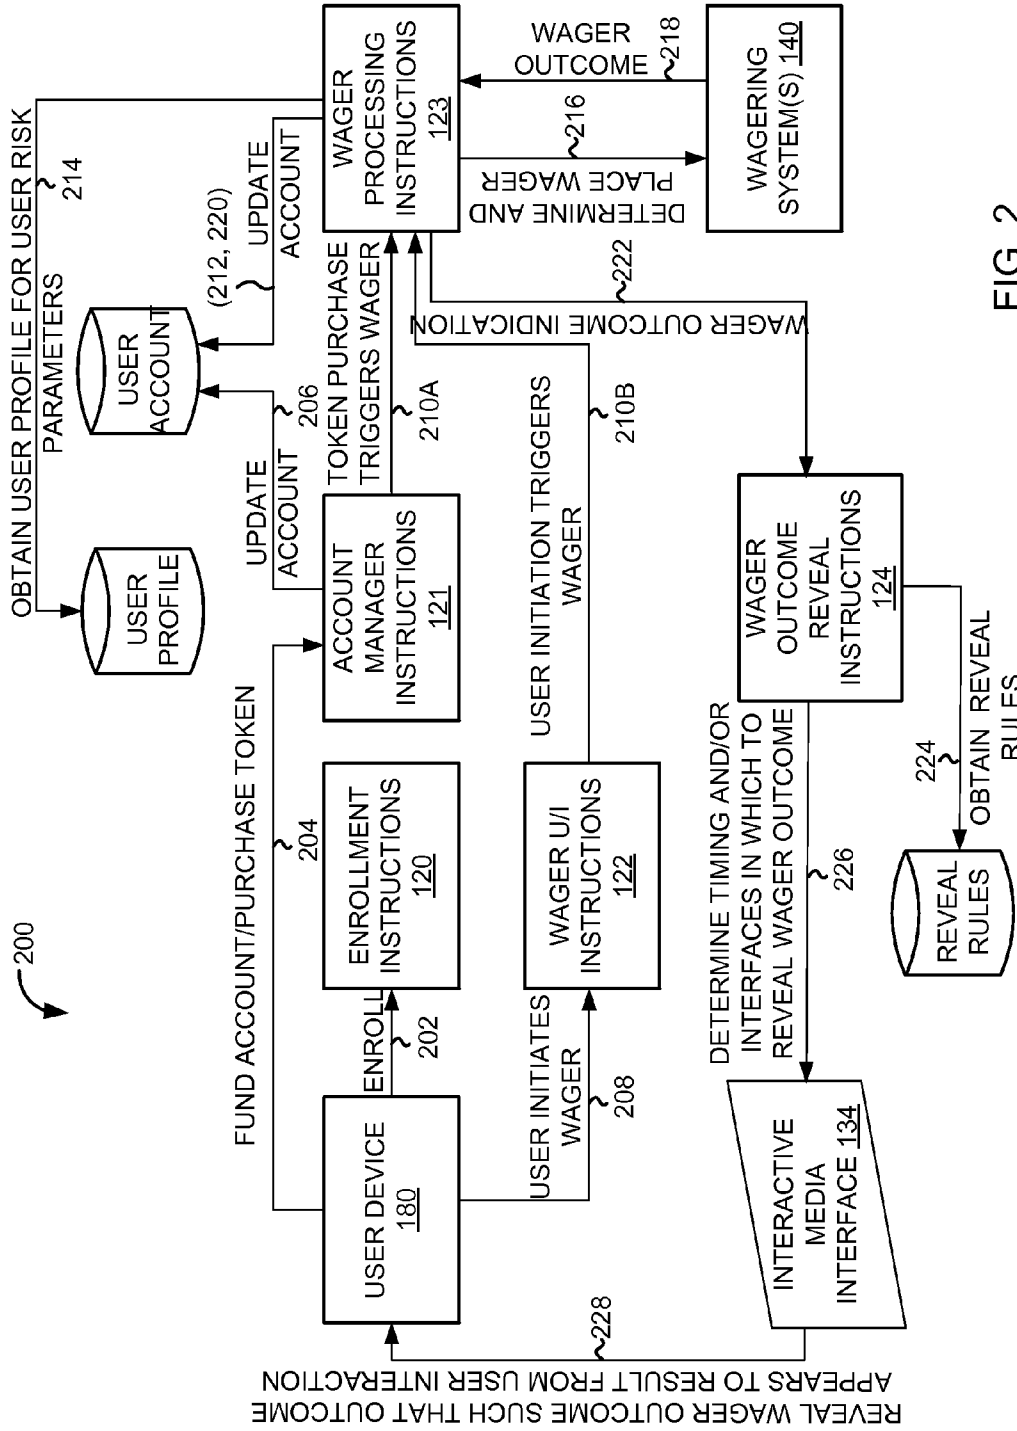 200
OBTAIN USER PROFILE FOR USER RISK
PARAMETERS
214
USER
PROFILE
USER
ACCOUNT
(212, 220)
UPDATE
ACCOUNT
UPDATE
ACCOUNT
206
FUND ACCOUNT/PURCHASE TOKEN
204
USER DEVICE
180
ENROLL
202
ENROLLMENT
INSTRUCTIONS
120
ACCOUNT
MANAGER
INSTRUCTIONS
121
TOKEN PURCHASE
TRIGGERS WAGER
210A
WAGER
PROCESSING
INSTRUCTIONS
123
USER INITIATES
WAGER
208
WAGER U/I
INSTRUCTIONS
122
USER INITIATION TRIGGERS
WAGER
210B
WAGER
OUTCOME
218
216
DETERMINE AND
PLACE WAGER
WAGERING
SYSTEM(S) 140
WAGER OUTCOME INDICATION
222
WAGER
OUTCOME
REVEAL
INSTRUCTIONS
124
DETERMINE TIMING AND/OR
INTERFACES IN WHICH TO
REVEAL WAGER OUTCOME
226
224
OBTAIN REVEAL
RULES
REVEAL
RULES
INTERACTIVE
MEDIA
INTERFACE 134
228
REVEAL WAGER OUTCOME SUCH THAT OUTCOME
APPEARS TO RESULT FROM USER INTERACTION
FIG. 2